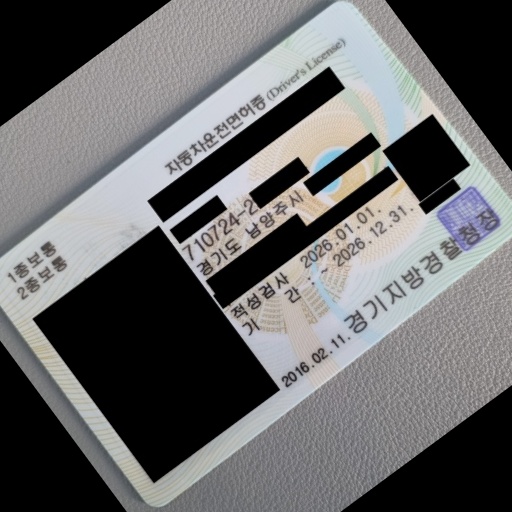 자동차운전면허증 (Driver's License)
1종보통
2종보통
710724-2
경기도 남양주시
적성검사 2026.01.01.
기 간 : ~ 2026.12.31.
2016.02.11. 경기지방경찰청장